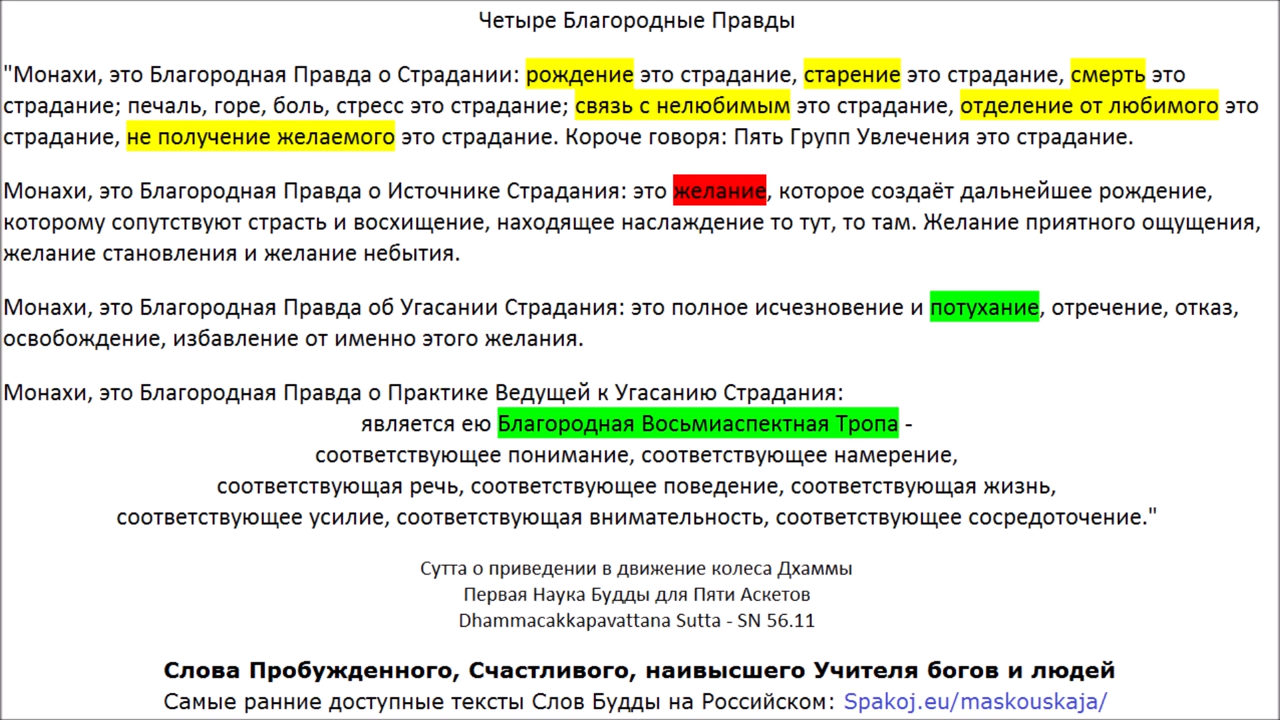 Четыре Благородные Правды
"Монахи, это Благородная Правда о Страдании: рождение это страдание, старение это страдание, смерть это
страдание; печаль, горе, боль, стресс это страдание; связь с нелюбимым это страдание, отделение от любимого это
страдание, не получение желаемого это страдание. Короче говоря: Пять Групп Увлечения это страдание.
Монахи, это Благородная Правда о Источнике Страдания: это желание, которое создаёт дальнейшее рождение,
которому сопутствуют страсть и восхищение, находящее наслаждение то тут, то там. Желание приятного ощущения,
желание становления и желание небытия.
Монахи, это Благородная Правда об Угасании Страдания: это полное исчезновение и потухание, отречение, отказ,
освобождение, избавление от именно этого желания.
Монахи, это Благородная Правда о Практике Ведущей к Угасанию Страдания:
является ею Благородная Восьмиаспектная Тропа -
соответствующее понимание, соответствующее намерение,
соответствующая речь, соответствующее поведение, соответствующая жизнь,
соответствующее усилие, соответствующая внимательность, соответствующее сосредоточение."
Сутта о приведении в движение колеса Дхаммы
Первая Наука Будды для Пяти Аскетов
Dhammacakkapavattana Sutta - SN 56.11
Слова Пробужденного, Счастливого, наивысшего Учителя богов и людей
Самые ранние доступные тексты Слов Будды на Российском: Spakoj.eu/maskouskaja/